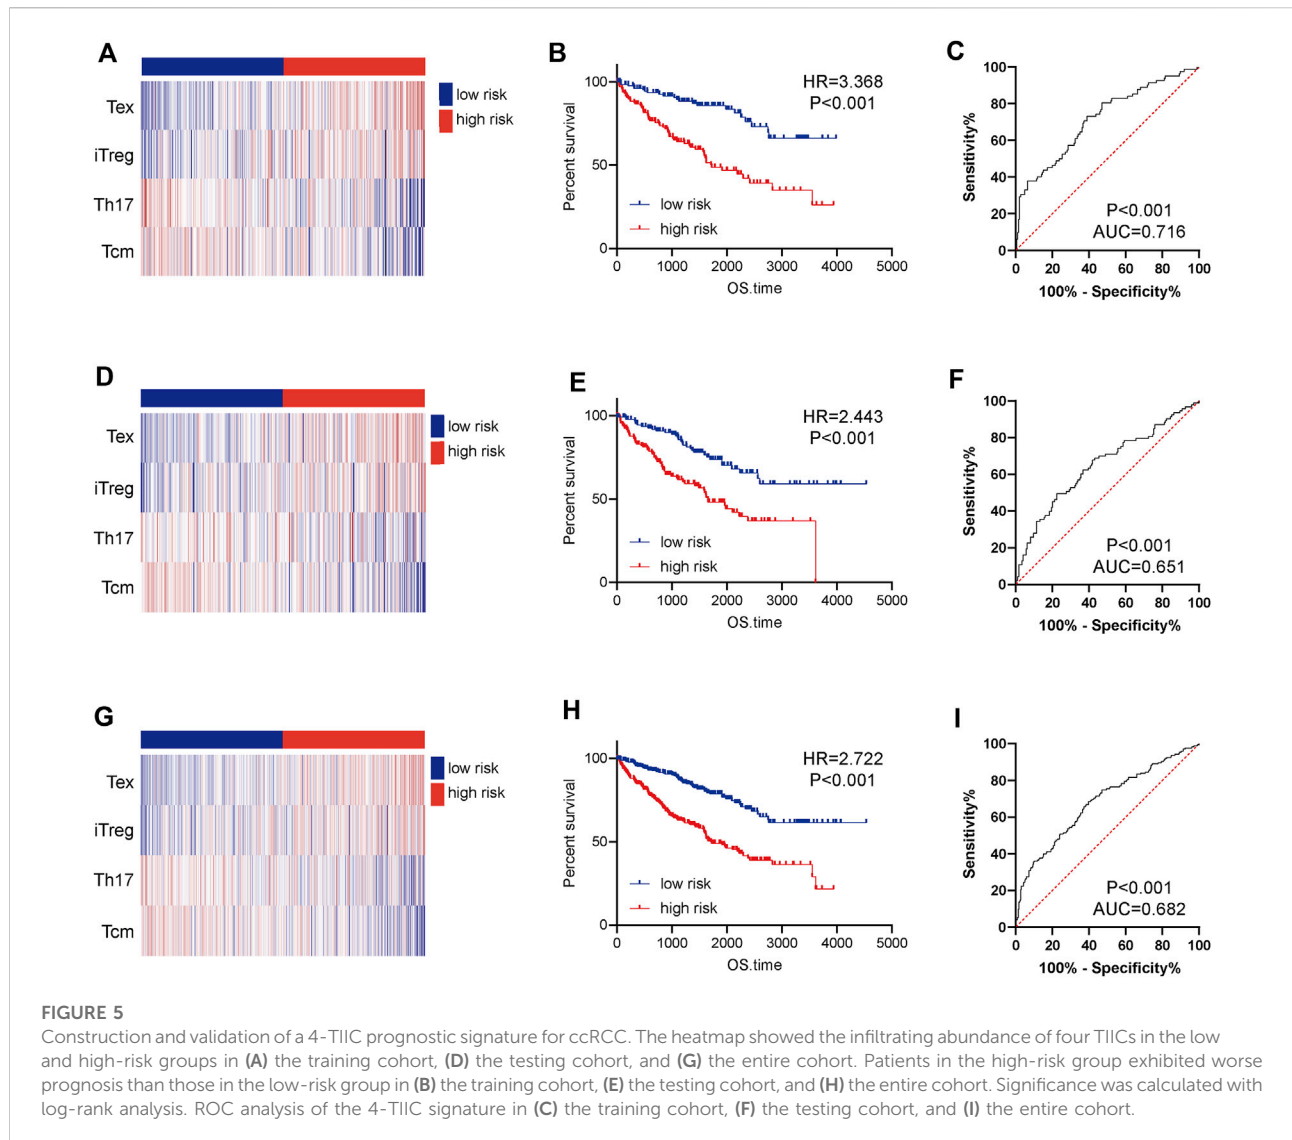 A
Tex
iTreg
Th17
Tcm
low risk
high risk
B
HR=3.368
P<0.001
Percent survival
100
50
0
low risk
high risk
0 1000 2000 3000 4000 5000
OS.time
C
Sensitivity%
100
80
60
40
20
0
P<0.001
AUC=0.716
0 20 40 60 80 100
100% - Specificity%
D
Tex
iTreg
Th17
Tcm
low risk
high risk
E
HR=2.443
P<0.001
Percent survival
100
50
0
low risk
high risk
0 1000 2000 3000 4000 5000
OS.time
F
Sensitivity%
100
80
60
40
20
0
P<0.001
AUC=0.651
0 20 40 60 80 100
100% - Specificity%
G
Tex
iTreg
Th17
Tcm
low risk
high risk
H
HR=2.722
P<0.001
Percent survival
100
50
0
low risk
high risk
0 1000 2000 3000 4000 5000
OS.time
I
Sensitivity%
100
80
60
40
20
0
P<0.001
AUC=0.682
0 20 40 60 80 100
100% - Specificity%
FIGURE 5
Construction and validation of a 4-TIIC prognostic signature for ccRCC. The heatmap showed the infiltrating abundance of four TIICs in the low
and high-risk groups in (A) the training cohort, (D) the testing cohort, and (G) the entire cohort. Patients in the high-risk group exhibited worse
prognosis than those in the low-risk group in (B) the training cohort, (E) the testing cohort, and (H) the entire cohort. Significance was calculated with
log-rank analysis. ROC analysis of the 4-TIIC signature in (C) the training cohort, (F) the testing cohort, and (I) the entire cohort.